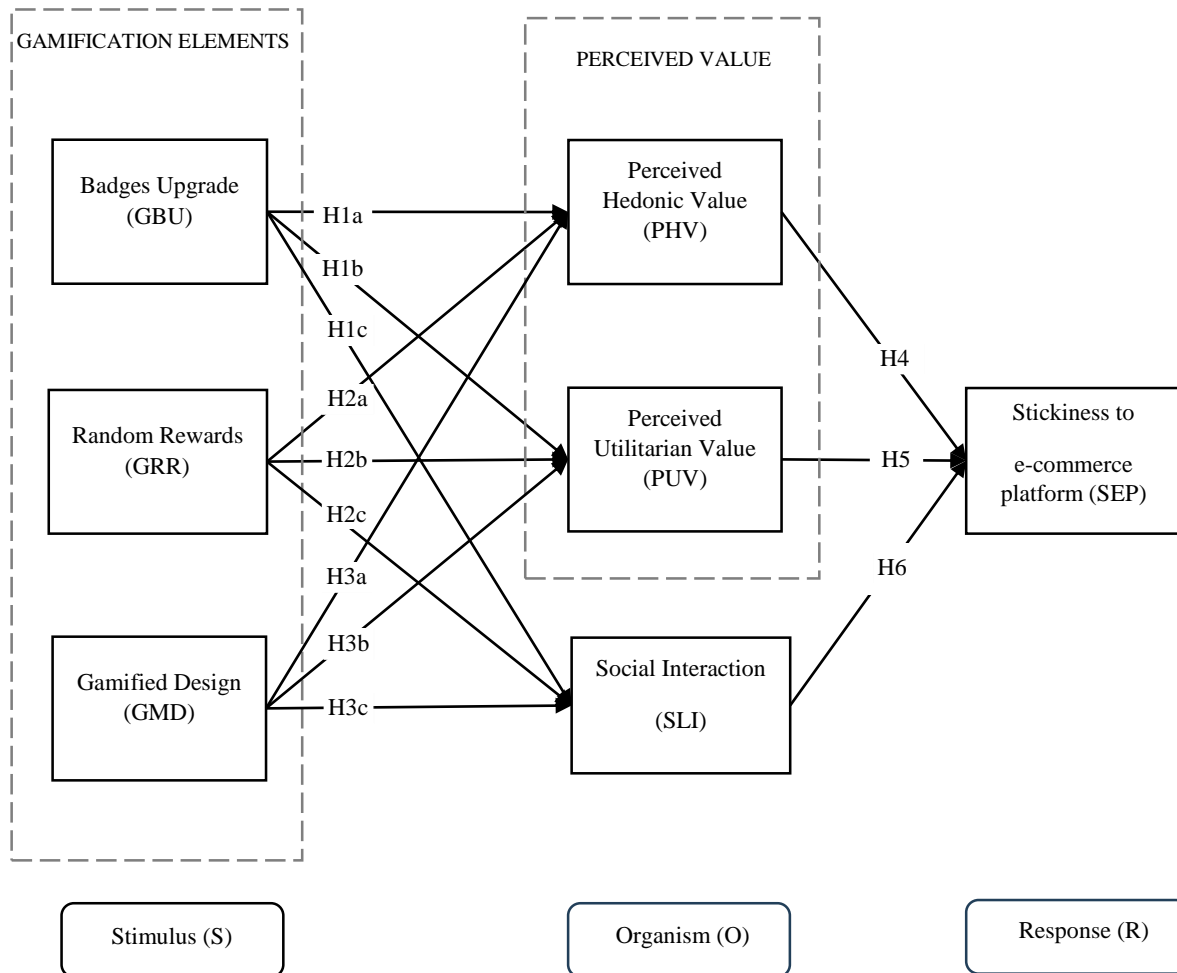 GAMIFICATION ELEMENTS
PERCEIVED VALUE
Badges Upgrade
(GBU)
Perceived
Hedonic Value
(PHV)
H1a
H1b
H1c
H4
H2a
Random Rewards
(GRR)
H2b
H2c
Perceived
Utilitarian Value
(PUV)
H5
Stickiness to
e-commerce
platform (SEP)
H3a
H6
H3b
Gamified Design
(GMD)
H3c
Social Interaction
(SLI)
Stimulus (S)
Organism (O)
Response (R)